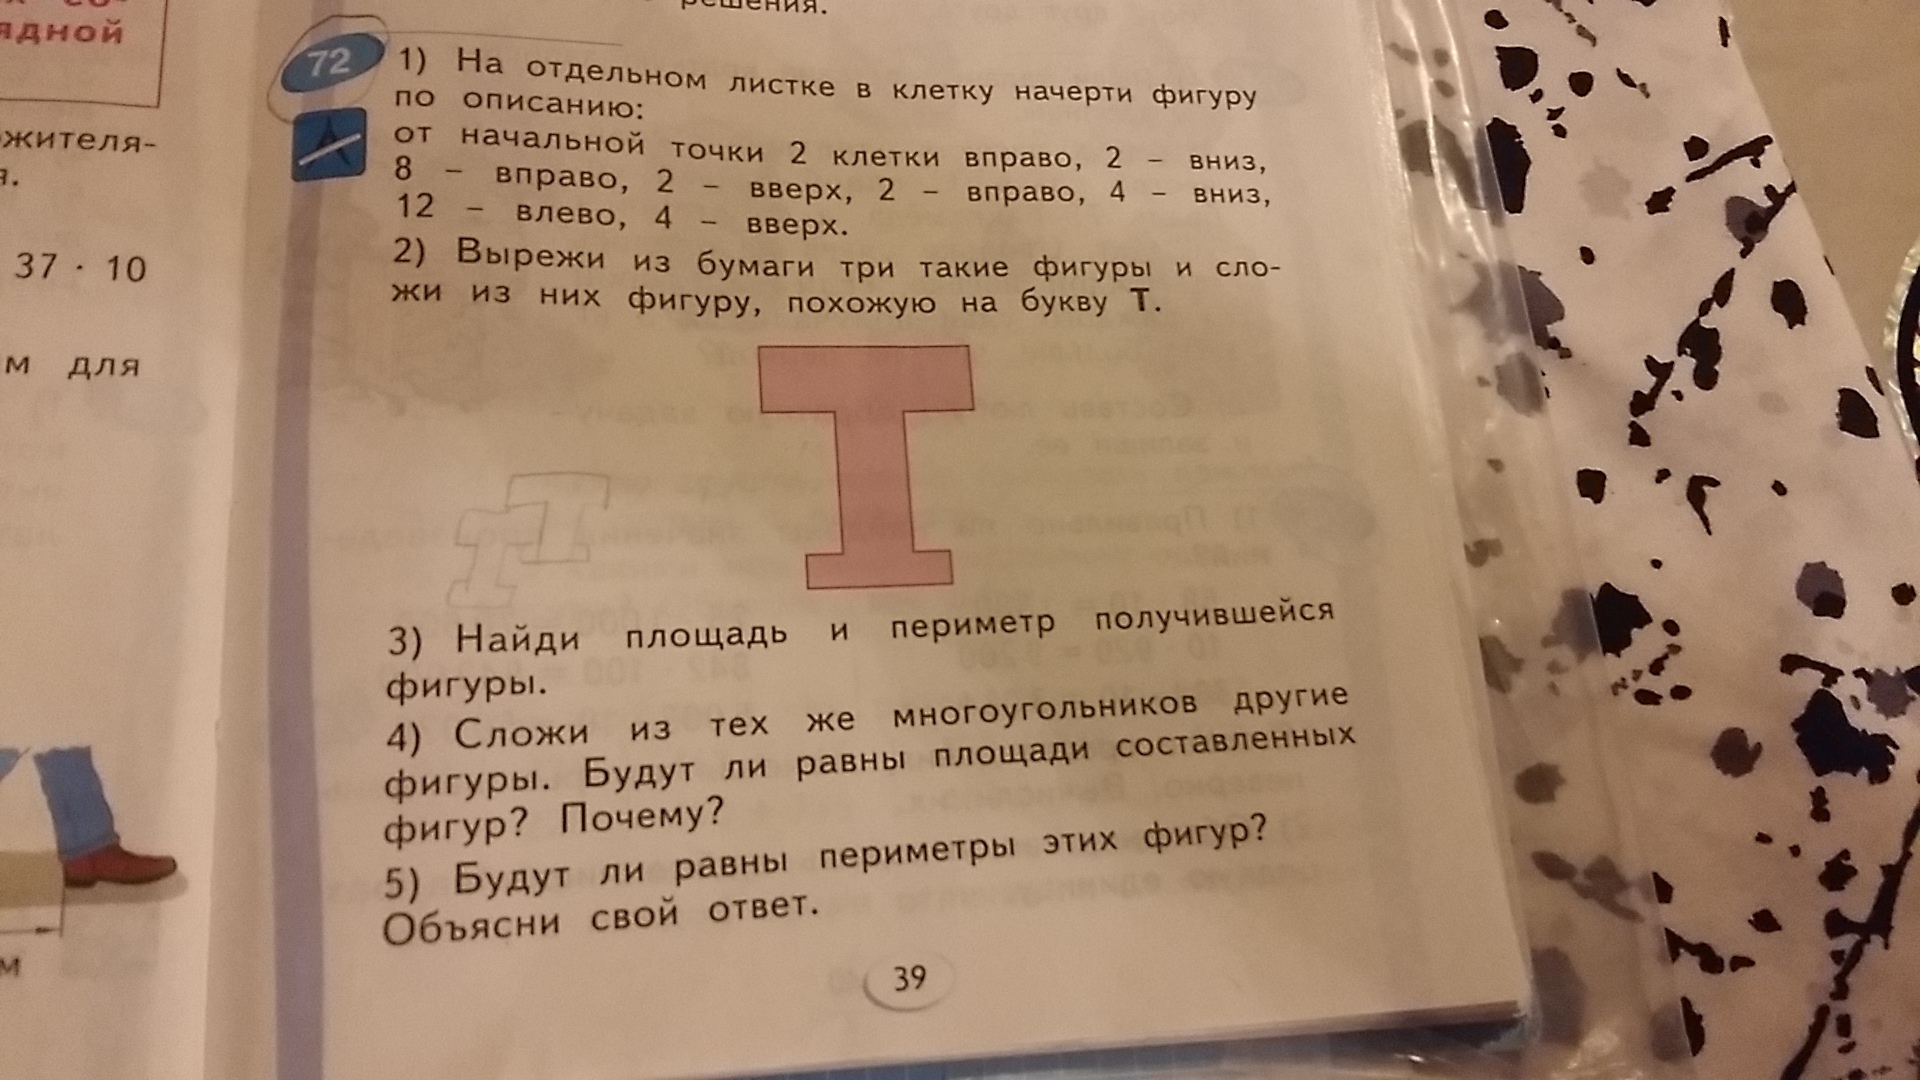 решения.
ядной
72
1) На отдельном листке в клетку начерти фигуру
по описанию:
от начальной точки 2 клетки вправо, 2 – вниз,
8 – вправо, 2 – вверх, 2 – вправо, 4 – вниз,
12 – влево, 4 – вверх.
2) Вырежи из бумаги три такие фигуры и сло-
жи из них фигуру, похожую на букву Т.
жителя-
37 · 10
м для
3) Найди площадь и периметр получившейся
фигуры.
4) Сложи из тех же многоугольников другие
фигуры. Будут ли равны площади составленных
фигур? Почему?
5) Будут ли равны периметры этих фигур?
Объясни свой ответ.
м
39